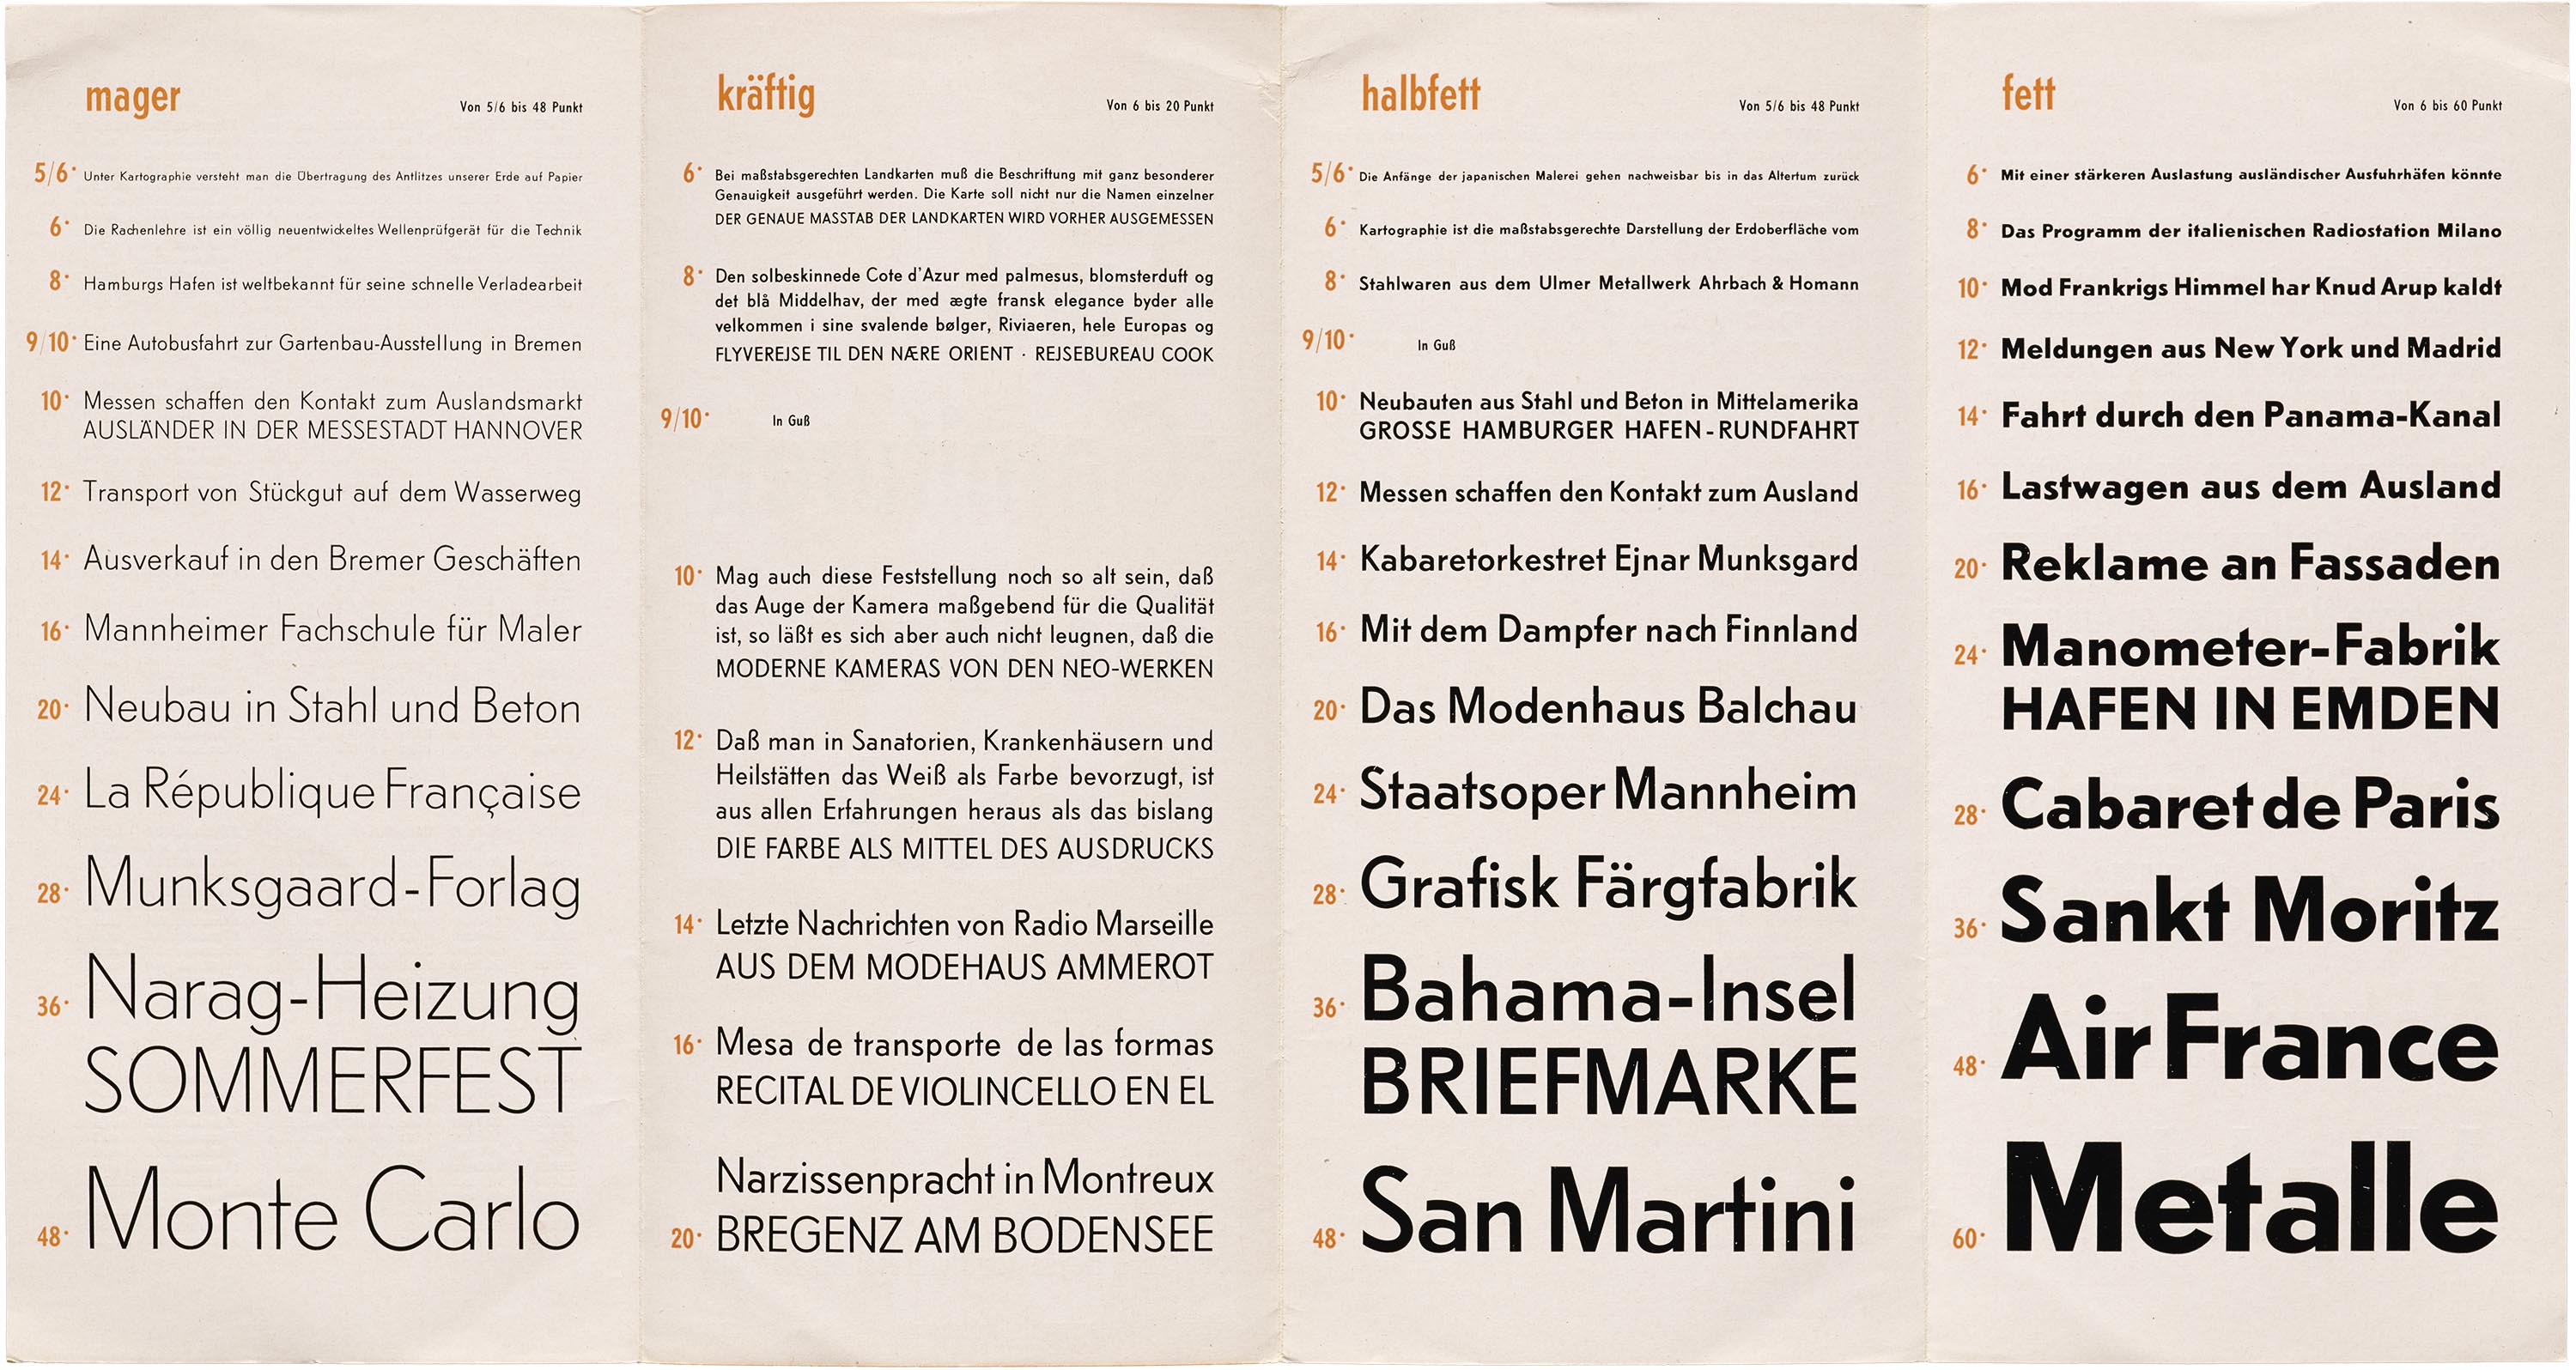 mager
Von 5/6 bis 48 Punkt
5/6· Unter Kartographie versteht man die Übertragung des Antlitzes unserer Erde auf Papier
6· Die Rachenlehre ist ein völlig neuentwickeltes Wellenprüfgerät für die Technik
8· Hamburgs Hafen ist weltbekannt für seine schnelle Verladearbeit
9/10· Eine Autobusfahrt zur Gartenbau-Ausstellung in Bremen
10· Messen schaffen den Kontakt zum Auslandsmarkt
AUSLÄNDER IN DER MESSESTADT HANNOVER
12· Transport von Stückgut auf dem Wasserweg
14· Ausverkauf in den Bremer Geschäften
16· Mannheimer Fachschule für Maler
20· Neubau in Stahl und Beton
24· La République Française
28· Munksgaard-Forlag
36· Narag-Heizung
SOMMERFEST
48· Monte Carlo
kräftig
Von 6 bis 20 Punkt
6· Bei maßstabsgerechten Landkarten muß die Beschriftung mit ganz besonderer
Genauigkeit ausgeführt werden. Die Karte soll nicht nur die Namen einzelner
DER GENAUE MASSTAB DER LANDKARTEN WIRD VORHER AUSGEMESSEN
8· Den solbeskinnede Cote d'Azur med palmesus, blomsterduft og
det blå Middelhav, der med ægte fransk elegance byder alle
velkommen i sine svalende bølger, Riviaeren, hele Europas og
FLYVEREJSE TIL DEN NÆRE ORIENT · REJSEBUREAU COOK
9/10· In Guß
10· Mag auch diese Feststellung noch so alt sein, daß
das Auge der Kamera maßgebend für die Qualität
ist, so läßt es sich aber auch nicht leugnen, daß die
MODERNE KAMERAS VON DEN NEO-WERKEN
12· Daß man in Sanatorien, Krankenhäusern und
Heilstätten das Weiß als Farbe bevorzugt, ist
aus allen Erfahrungen heraus als das bislang
DIE FARBE ALS MITTEL DES AUSDRUCKS
14· Letzte Nachrichten von Radio Marseille
AUS DEM MODEHAUS AMMEROT
16· Mesa de transporte de las formas
RECITAL DE VIOLINCELLO EN EL
Narzissenpracht in Montreux
20· BREGENZ AM BODENSEE
halbfett
Von 5/6 bis 48 Punkt
5/6· Die Anfänge der japanischen Malerei gehen nachweisbar bis in das Altertum zurück
6· Kartographie ist die maßstabsgerechte Darstellung der Erdoberfläche vom
8· Stahlwaren aus dem Ulmer Metallwerk Ahrbach & Homann
9/10· In Guß
10· Neubauten aus Stahl und Beton in Mittelamerika
GROSSE HAMBURGER HAFEN-RUNDFAHRT
12· Messen schaffen den Kontakt zum Ausland
14· Kabaretorkestret Ejnar Munksgard
16· Mit dem Dampfer nach Finnland
20· Das Modenhaus Balchau
24· Staatsoper Mannheim
28· Grafisk Färgfabrik
36· Bahama-Insel
BRIEFMARKE
48· San Martini
fett
Von 6 bis 60 Punkt
6· Mit einer stärkeren Auslastung ausländischer Ausfuhrhäfen könnte
8· Das Programm der italienischen Radiostation Milano
10· Mod Frankrigs Himmel har Knud Arup kaldt
12· Meldungen aus New York und Madrid
14· Fahrt durch den Panama-Kanal
16· Lastwagen aus dem Ausland
20· Reklame an Fassaden
24· Manometer-Fabrik
HAFEN IN EMDEN
28· Cabaret de Paris
36· Sankt Moritz
48· Air France
60· Metalle